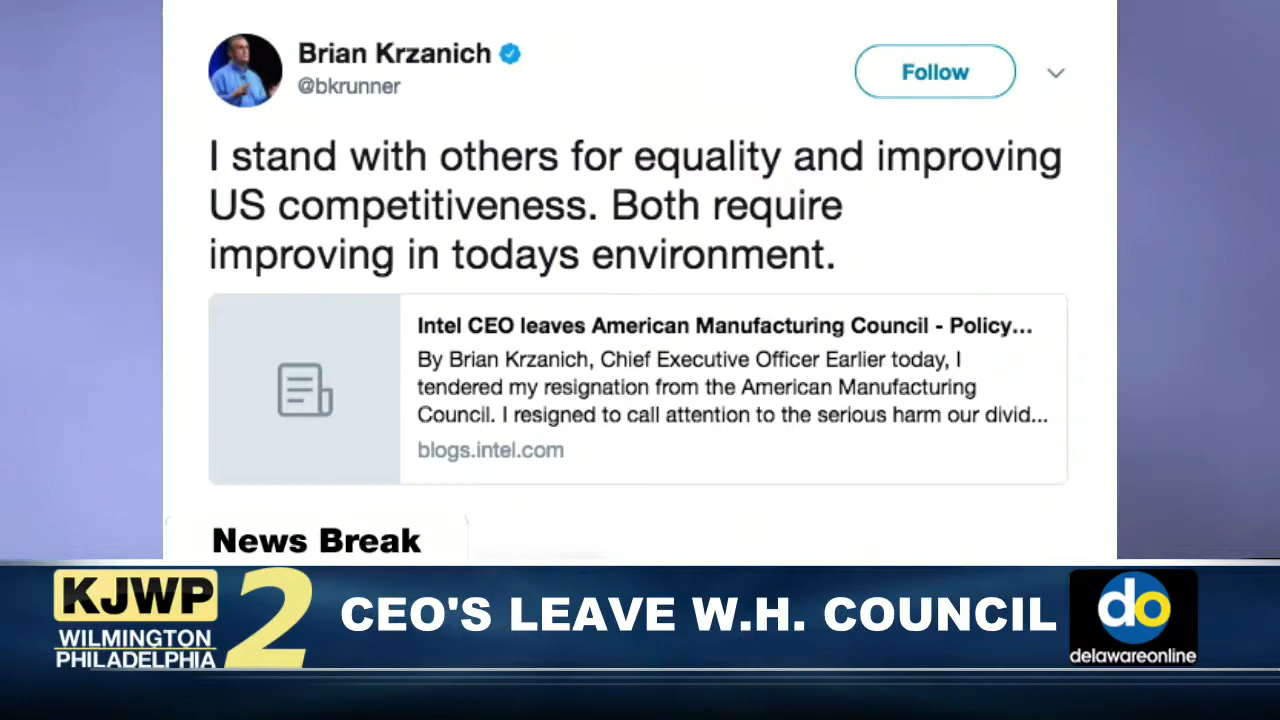 Brian Krzanich
@bkrunner
Follow
I stand with others for equality and improving
US competitiveness. Both require
improving in todays environment.
Intel CEO leaves American Manufacturing Council - Policy...
By Brian Krzanich, Chief Executive Officer Earlier today, I
tendered my resignation from the American Manufacturing
Council. I resigned to call attention to the serious harm our divid...
blogs.intel.com
News Break
KJWP 2
WILMINGTON
PHILADELPHIA
CEO'S LEAVE W.H. COUNCIL
do
delawareonline